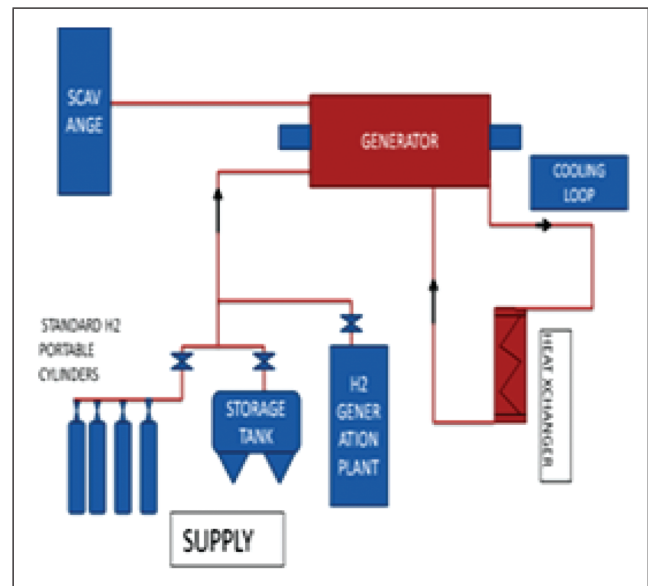 SCAV
ANGE
GENERATOR
COOLING
LOOP
STANDARD H2
PORTABLE
CYLINDERS
STORAGE
TANK
H2
GENER
ATION
PLANT
HEAT XCHANGER
SUPPLY